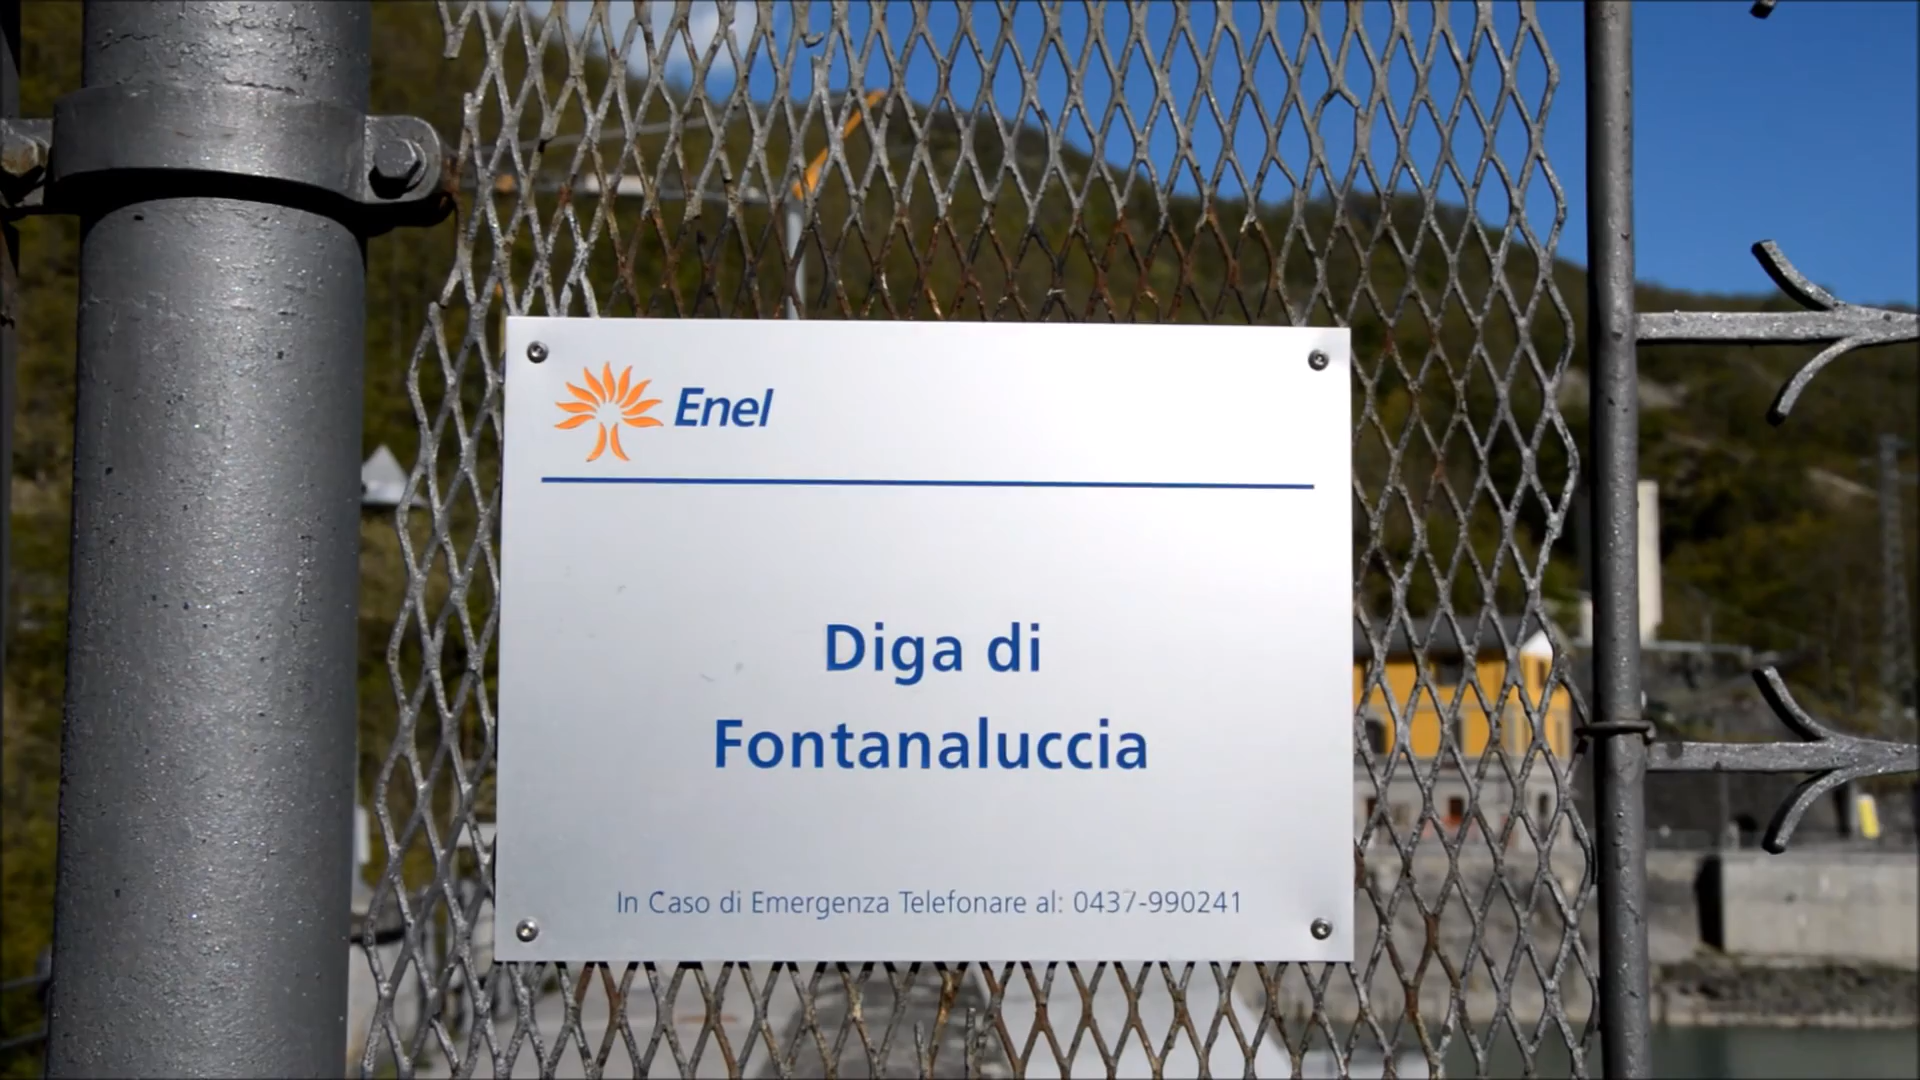 Enel
Diga di
Fontanaluccia
In Caso di Emergenza Telefonare al: 0437-990241